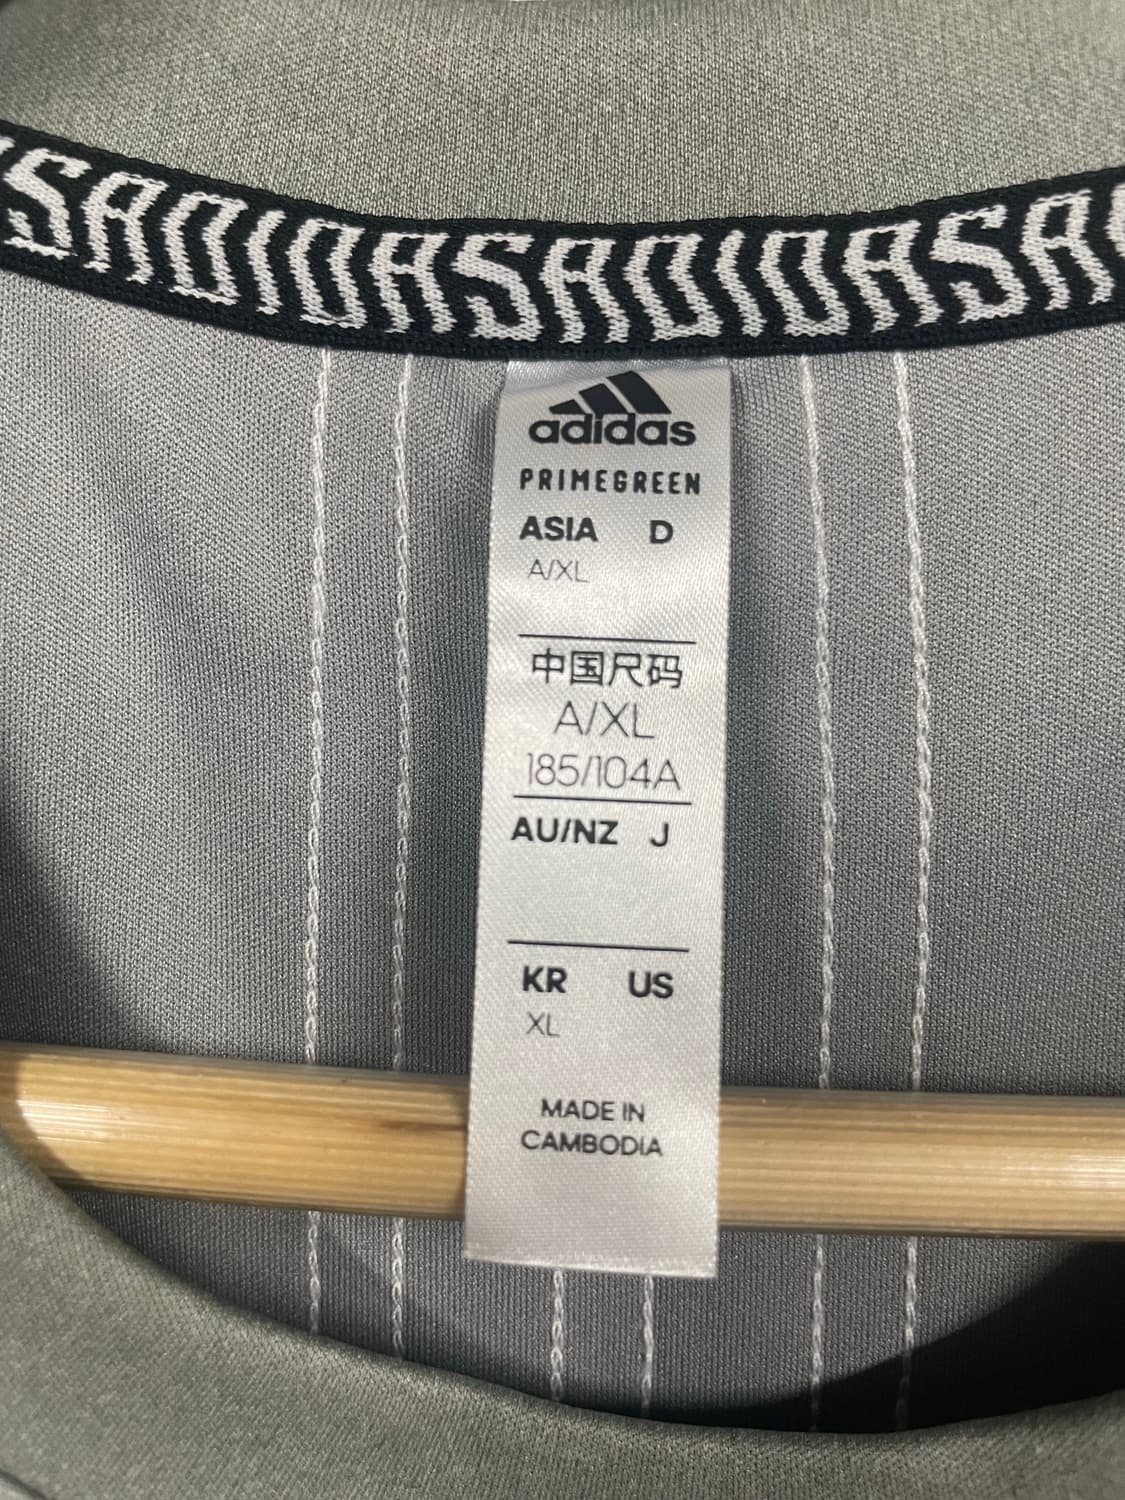 SADIDASADIDASA
adidas
PRIMEGREEN
ASIA D
A/XL
中国尺码
A/XL
185/104A
AU/NZ J
KR US
XL
MADE IN
CAMBODIA